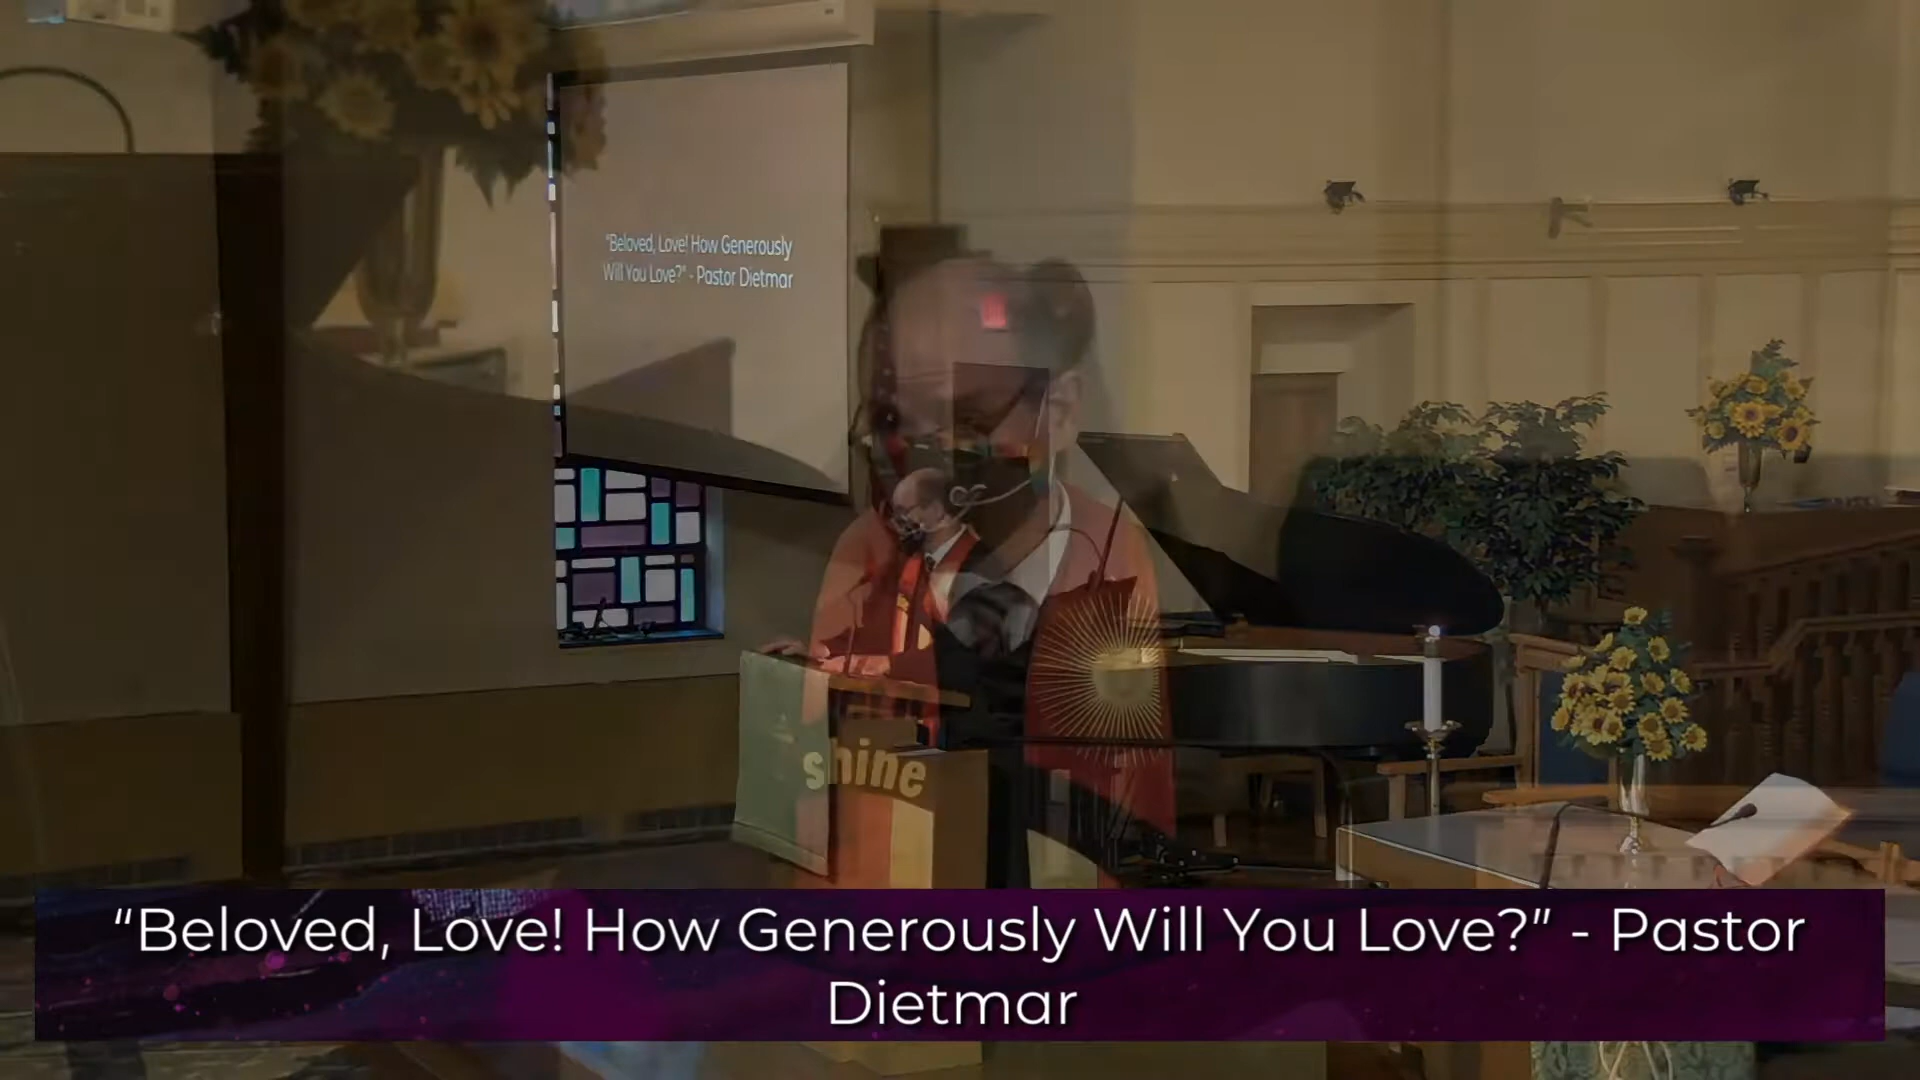 "Beloved, Love! How Generously
Will You Love?" - Pastor Dietmar
shine
“Beloved, Love! How Generously Will You Love?” - Pastor
Dietmar